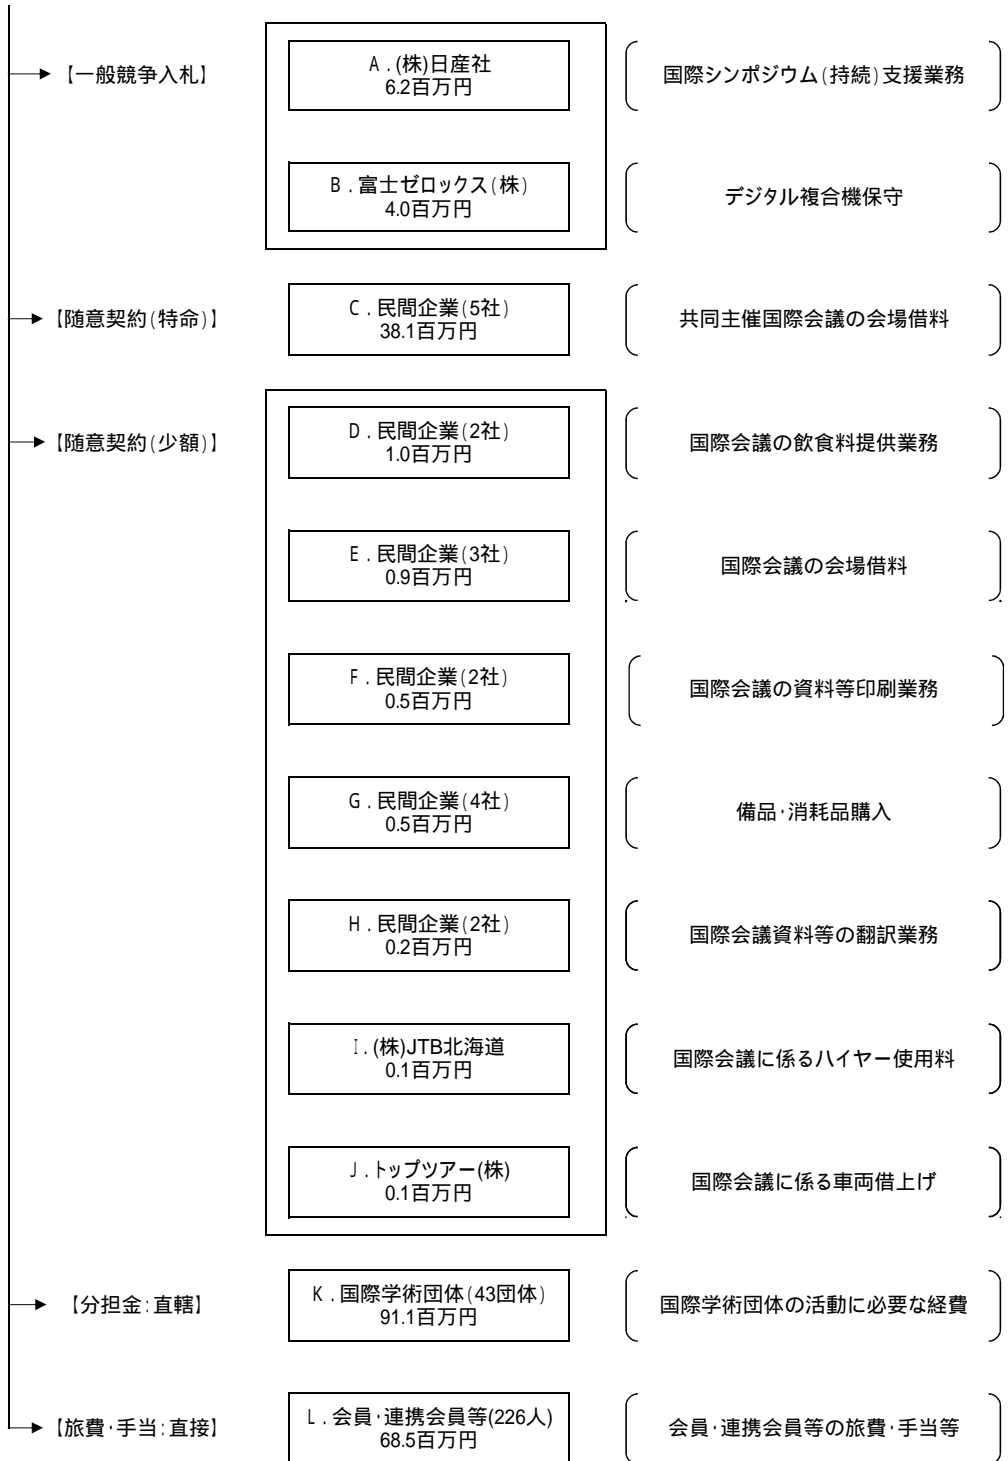 【一般競争入札】
A．(株)日産社
6.2百万円
国際シンポジウム(持続)支援業務
B．富士ゼロックス(株)
4.0百万円
デジタル複合機保守
【随意契約(特命)】
C．民間企業(5社)
38.1百万円
共同主催国際会議の会場借料
【随意契約(少額)】
D．民間企業(2社)
1.0百万円
国際会議の飲食料提供業務
E．民間企業(3社)
0.9百万円
国際会議の会場借料
F．民間企業(2社)
0.5百万円
国際会議の資料等印刷業務
G．民間企業(4社)
0.5百万円
備品・消耗品購入
H．民間企業(2社)
0.2百万円
国際会議資料等の翻訳業務
I．(株)JTB北海道
0.1百万円
国際会議に係るハイヤー使用料
J．トップツアー(株)
0.1百万円
国際会議に係る車両借上げ
【分担金:直轄】
K．国際学術団体(43団体)
91.1百万円
国際学術団体の活動に必要な経費
【旅費・手当:直接】
L．会員・連携会員等(226人)
68.5百万円
会員・連携会員等の旅費・手当等